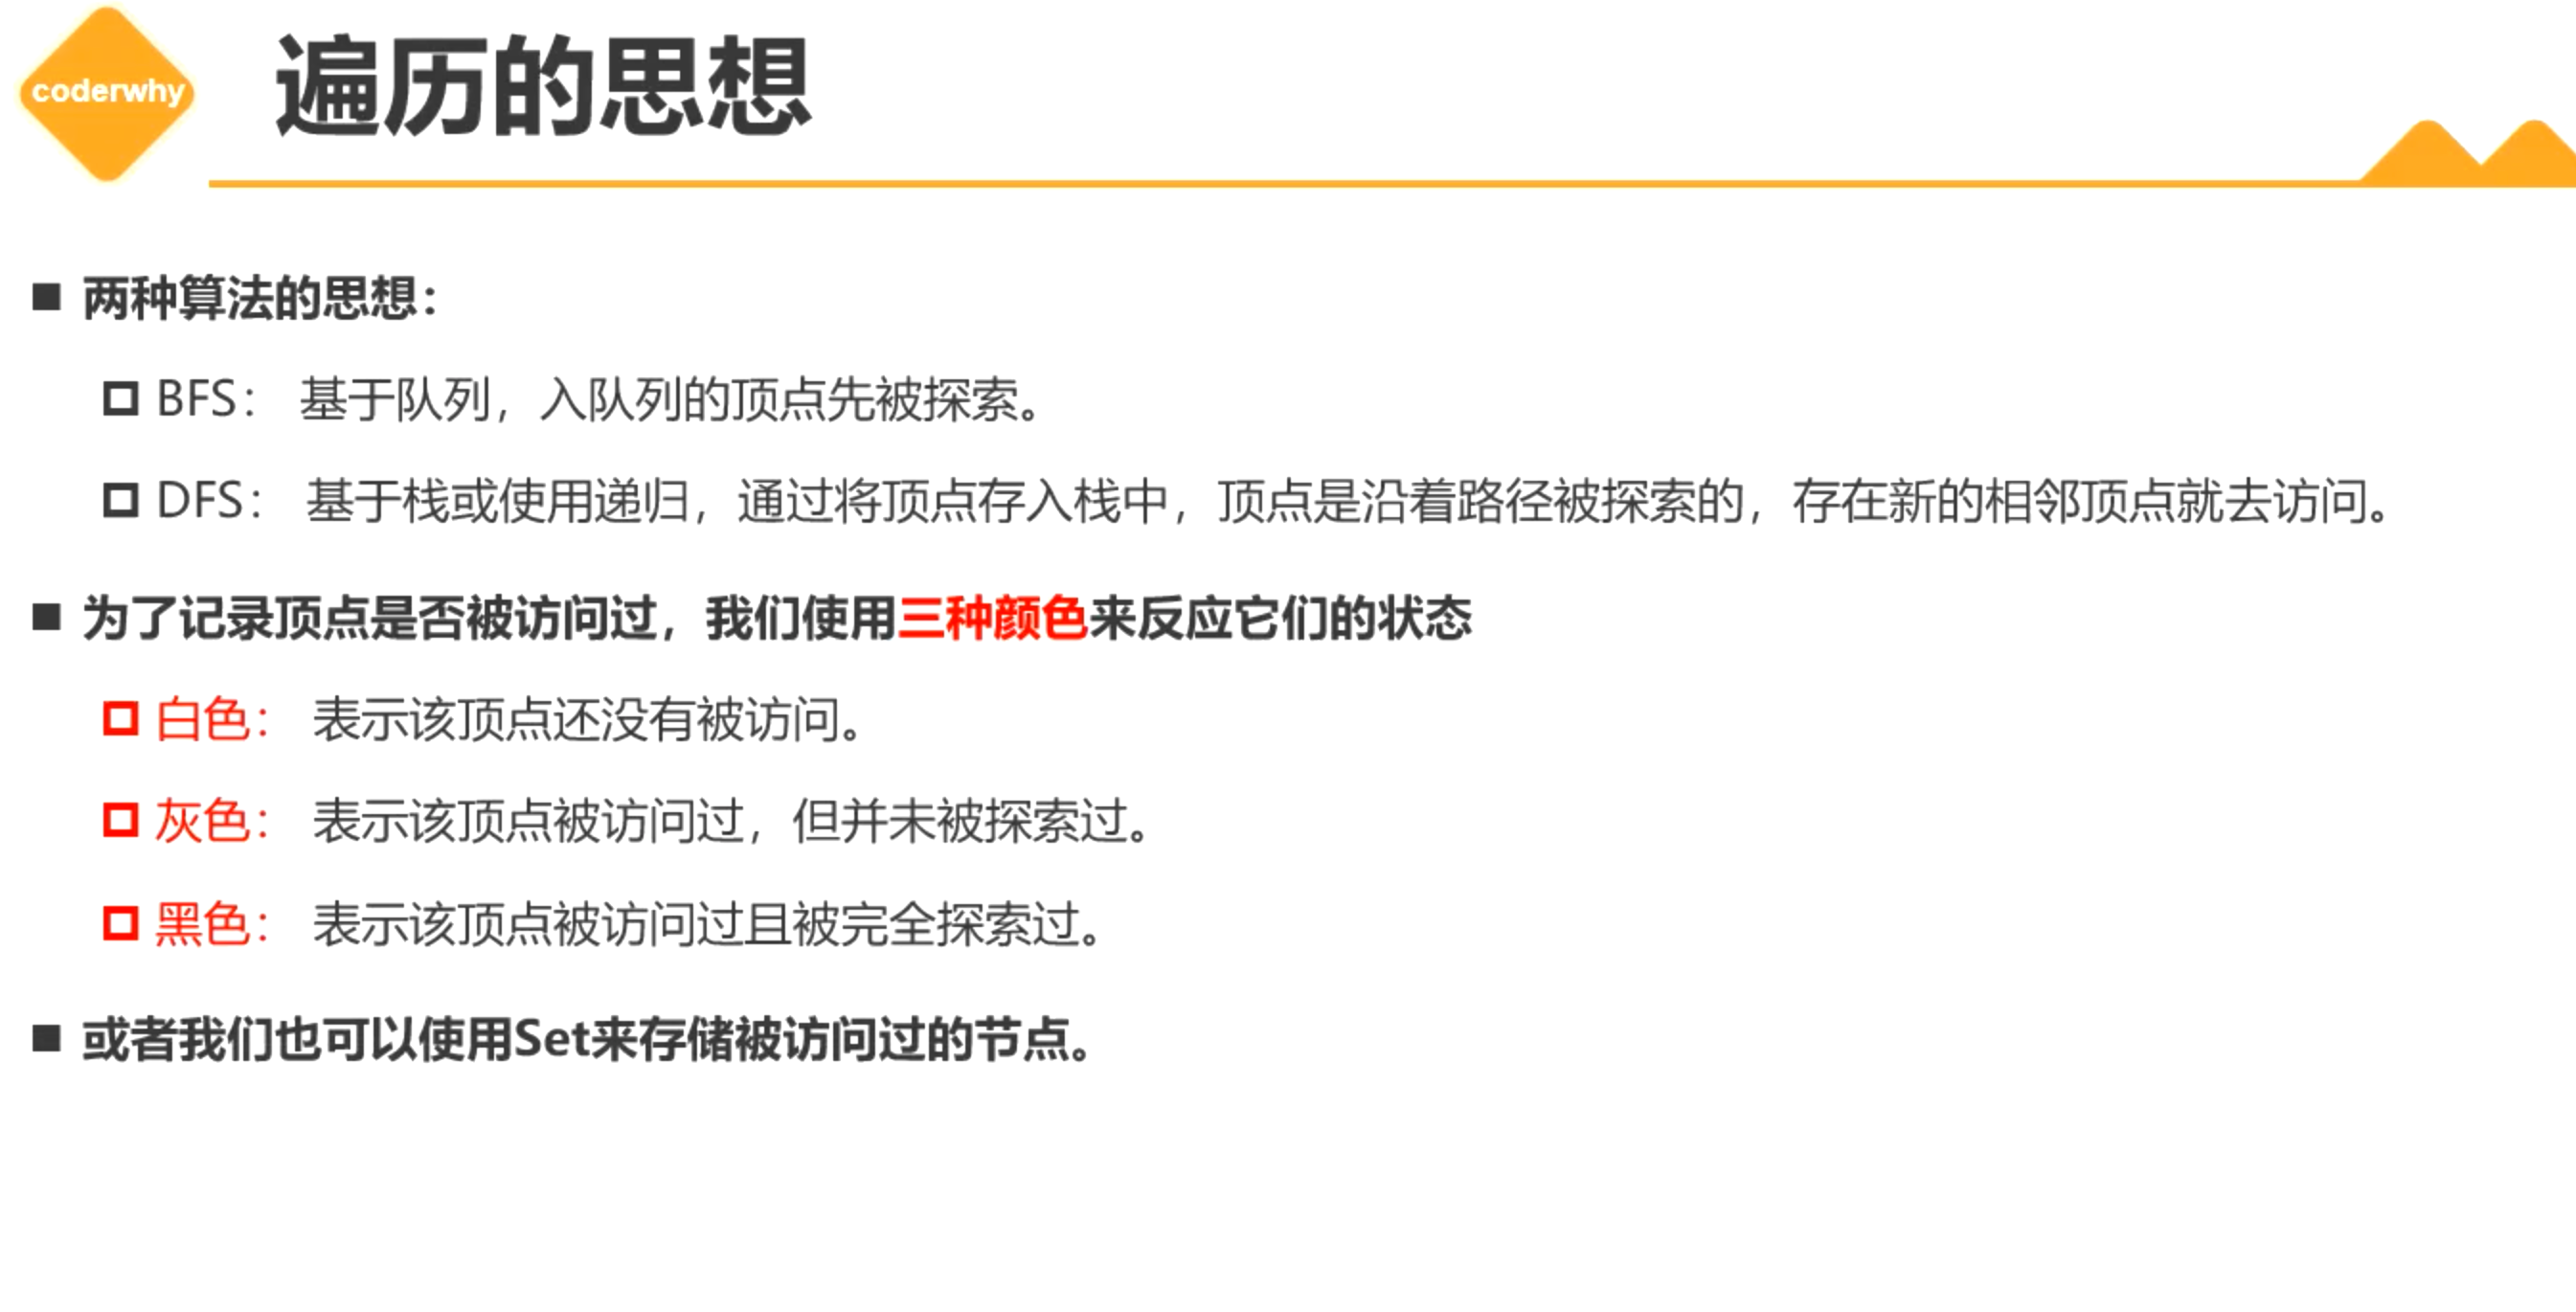 coderwhy
遍历的思想
■ 两种算法的思想：
BFS： 基于队列，入队列的顶点先被探索。
DFS： 基于栈或使用递归，通过将顶点存入栈中，顶点是沿着路径被探索的，存在新的相邻顶点就去访问。
■ 为了记录顶点是否被访问过，我们使用三种颜色来反应它们的状态
白色： 表示该顶点还没有被访问。
灰色： 表示该顶点被访问过，但并未被探索过。
黑色： 表示该顶点被访问过且被完全探索过。
■ 或者我们也可以使用Set来存储被访问过的节点。